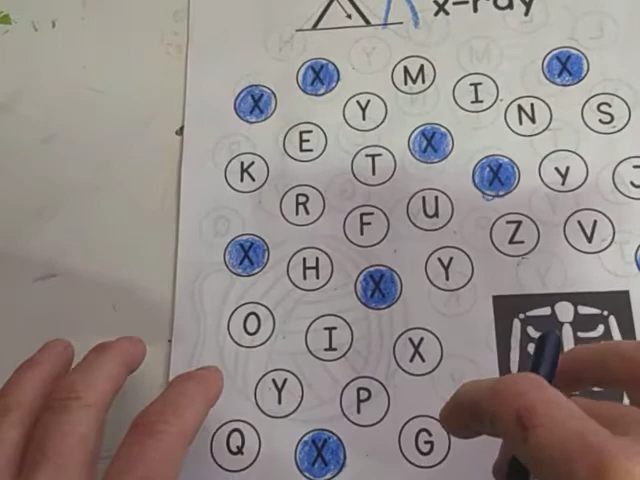 x-ray
X X M I X
Y N S
E X
K T X y J
R F U Z V
X H X Y
O I X
Y P
Q X G